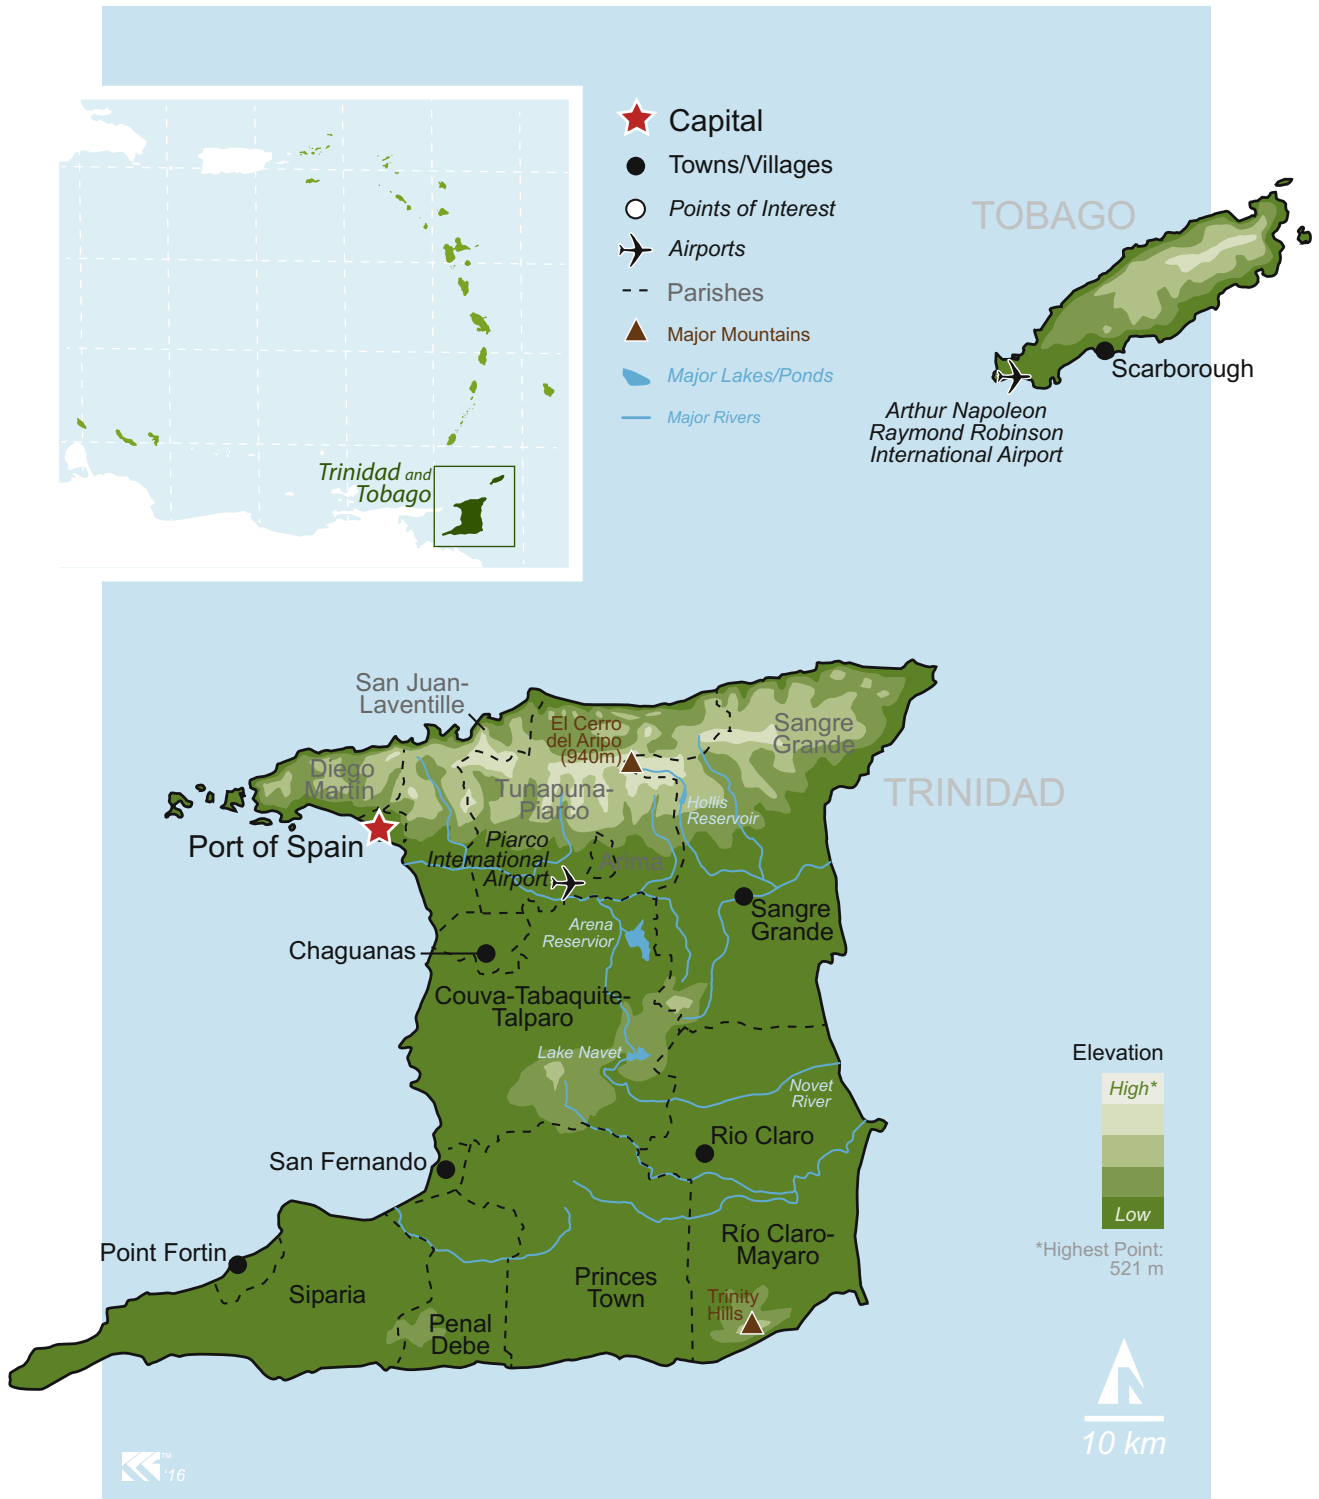 Capital
Towns/Villages
Points of Interest
Airports
Parishes
Major Mountains
Major Lakes/Ponds
Major Rivers
Trinidad and
Tobago
TOBAGO
Scarborough
Arthur Napoleon
Raymond Robinson
International Airport
San Juan-
Laventille
El Cerro
del Aripo
(940m)
Sangre
Grande
Diego
Martin
Tunapuna-
Piarco
TRINIDAD
Hollis
Reservoir
Port of Spain
Piarco
International
Airport
Arima
Sangre
Grande
Arena
Reservior
Chaguanas
Couva-Tabaquite-
Talparo
Lake Navet
Novet
River
Elevation
High*
Low
*Highest Point:
521 m
Rio Claro
San Fernando
Río Claro-
Mayaro
Point Fortin
Siparia
Princes
Town
Trinity
Hills
Penal
Debe
N
10 km
TM
'16